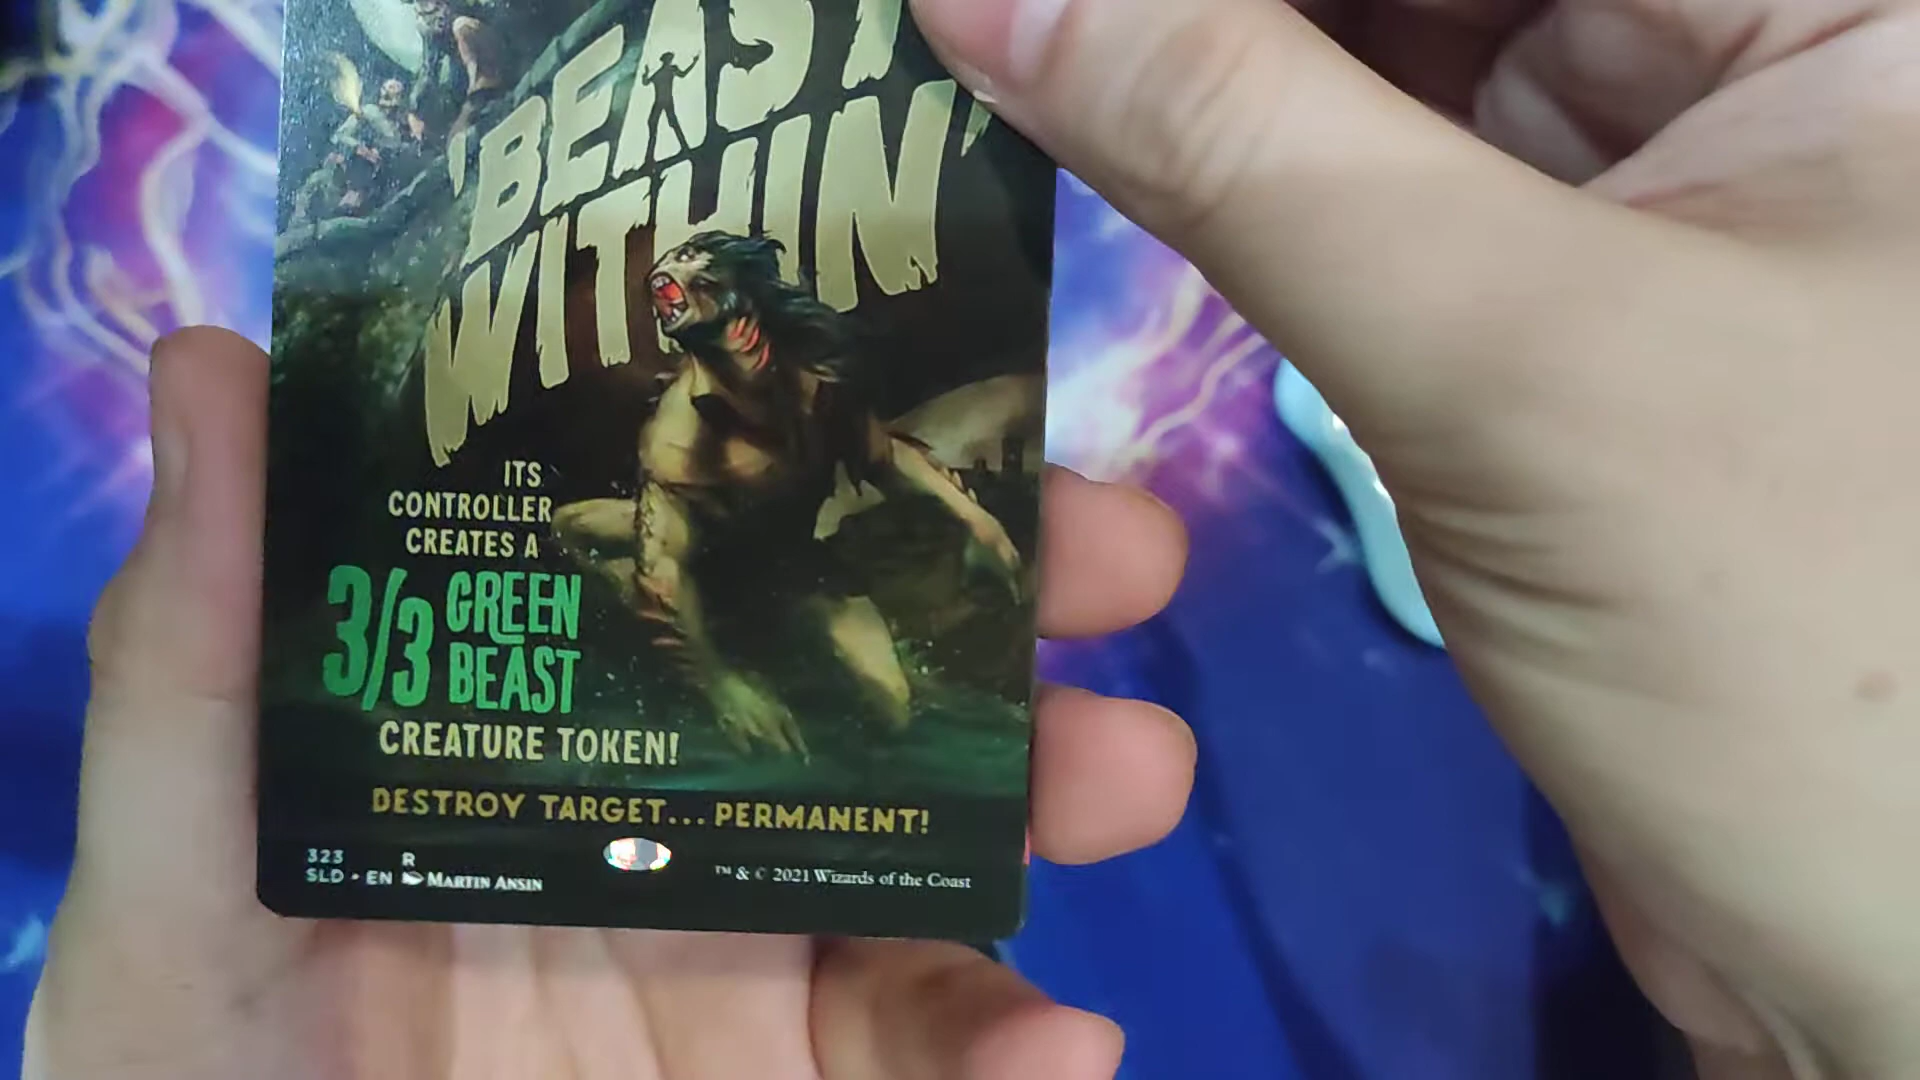 'BEAST
WITHIN'
ITS
CONTROLLER
CREATES A
3/3 GREEN
BEAST
CREATURE TOKEN!
DESTROY TARGET... PERMANENT!
323 R
SLD • EN MARTIN ANSIN
™ & © 2021 Wizards of the Coast